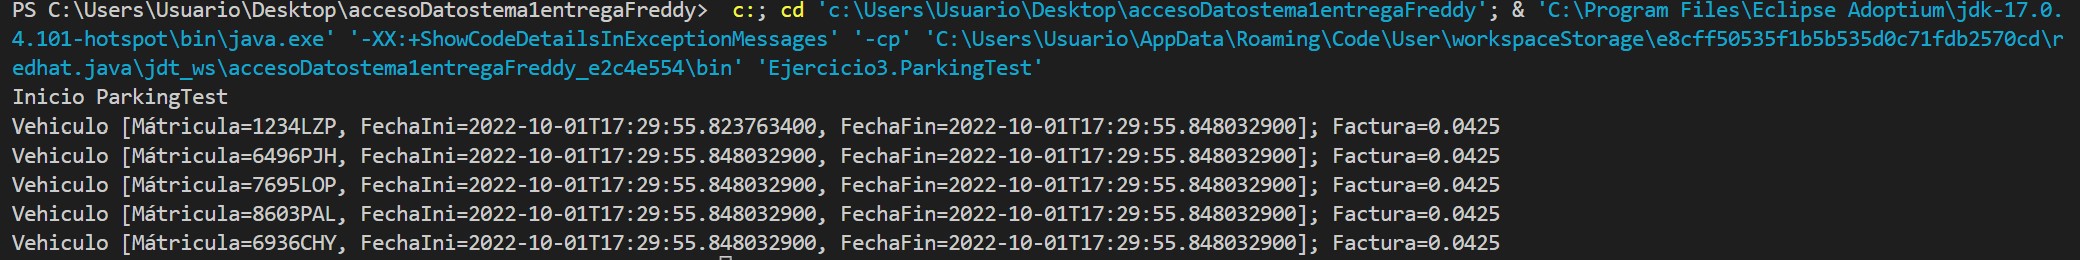 PS C:\Users\Usuario\Desktop\accesoDatostema1entregaFreddy>  c:; cd 'c:\Users\Usuario\Desktop\accesoDatostema1entregaFreddy'; & 'C:\Program Files\Eclipse Adoptium\jdk-17.0.
4.101-hotspot\bin\java.exe' '-XX:+ShowCodeDetailsInExceptionMessages' '-cp' 'C:\Users\Usuario\AppData\Roaming\Code\User\workspaceStorage\e8cff50535f1b5b535d0c71fdb2570cd\r
edhat.java\jdt_ws\accesoDatostema1entregaFreddy_e2c4e554\bin' 'Ejercicio3.ParkingTest'
Inicio ParkingTest
Vehiculo [Mátricula=1234LZP, FechaIni=2022-10-01T17:29:55.823763400, FechaFin=2022-10-01T17:29:55.848032900]; Factura=0.0425
Vehiculo [Mátricula=6496PJH, FechaIni=2022-10-01T17:29:55.848032900, FechaFin=2022-10-01T17:29:55.848032900]; Factura=0.0425
Vehiculo [Mátricula=7695LOP, FechaIni=2022-10-01T17:29:55.848032900, FechaFin=2022-10-01T17:29:55.848032900]; Factura=0.0425
Vehiculo [Mátricula=8603PAL, FechaIni=2022-10-01T17:29:55.848032900, FechaFin=2022-10-01T17:29:55.848032900]; Factura=0.0425
Vehiculo [Mátricula=6936CHY, FechaIni=2022-10-01T17:29:55.848032900, FechaFin=2022-10-01T17:29:55.848032900]; Factura=0.0425